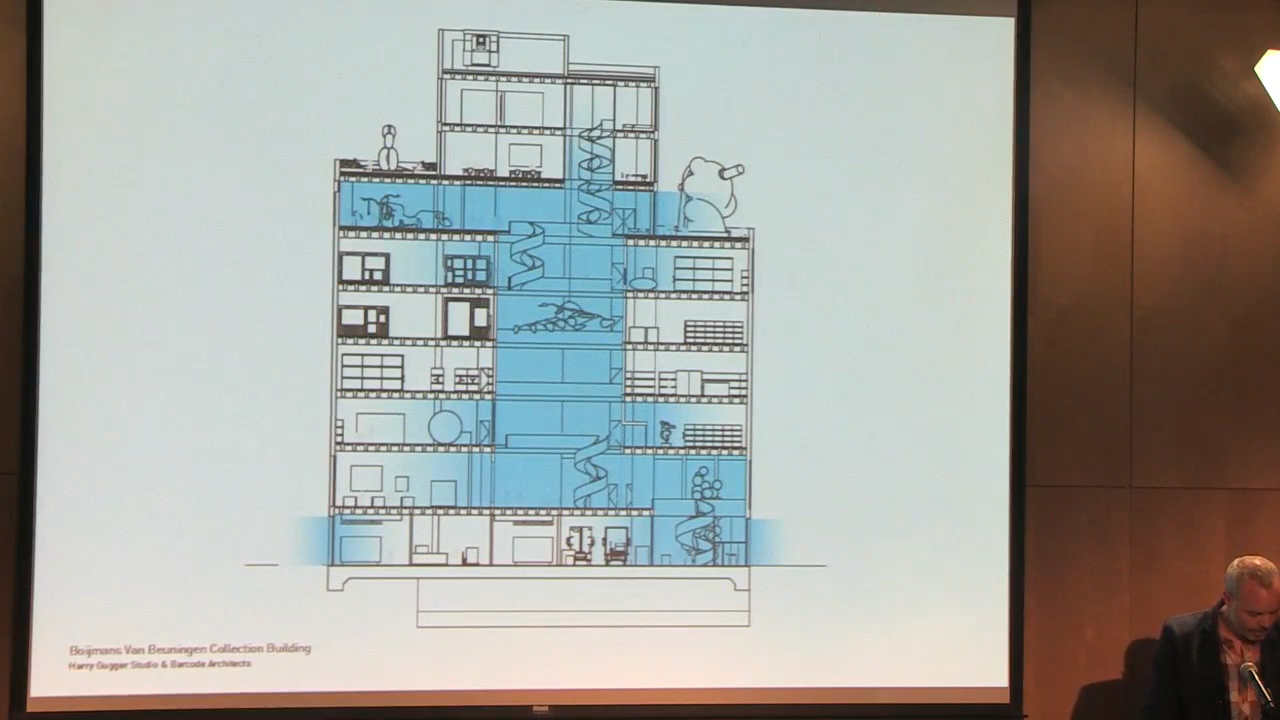 Boijmans Van Beuningen Collection Building
Harry Gugger Studio & Barcode Architects